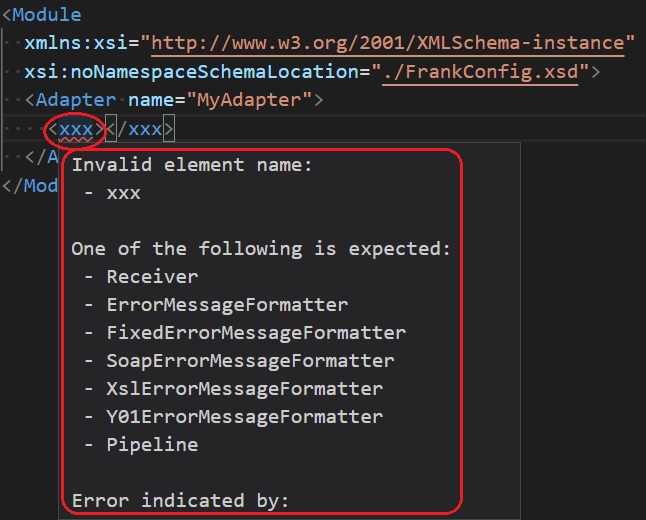 <Module
xmlns:xsi="http://www.w3.org/2001/XMLSchema-instance"
xsi:noNamespaceSchemaLocation="./FrankConfig.xsd">
<Adapter name="MyAdapter">
<xxx></xxx>
</A
</Mod
Invalid element name:
- xxx
One of the following is expected:
- Receiver
- ErrorMessageFormatter
- FixedErrorMessageFormatter
- SoapErrorMessageFormatter
- XslErrorMessageFormatter
- Y01ErrorMessageFormatter
- Pipeline
Error indicated by: